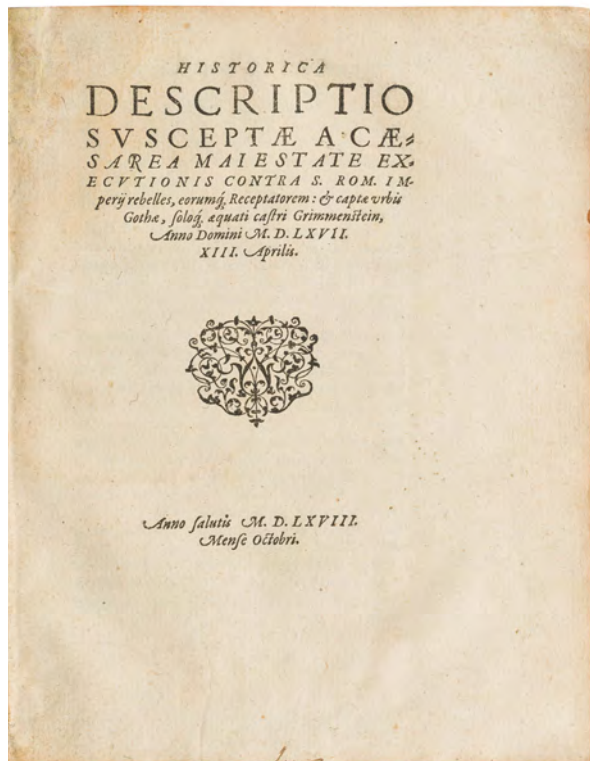 HISTORICA
DESCRIPTIO
SVSCEPTÆ A CÆ=
SAREA MAIESTATE EX=
ECVTIONIS CONTRA S. ROM. IM-
perij rebelles, eorumq́; Receptatorem: & captæ vrbis
Gothæ, soloq́; æquati castri Grimmenstein,
Anno Domini M. D. LXVII.
XIII. Aprilis.
Anno salutis M. D. LXVIII.
Mense Octobri.